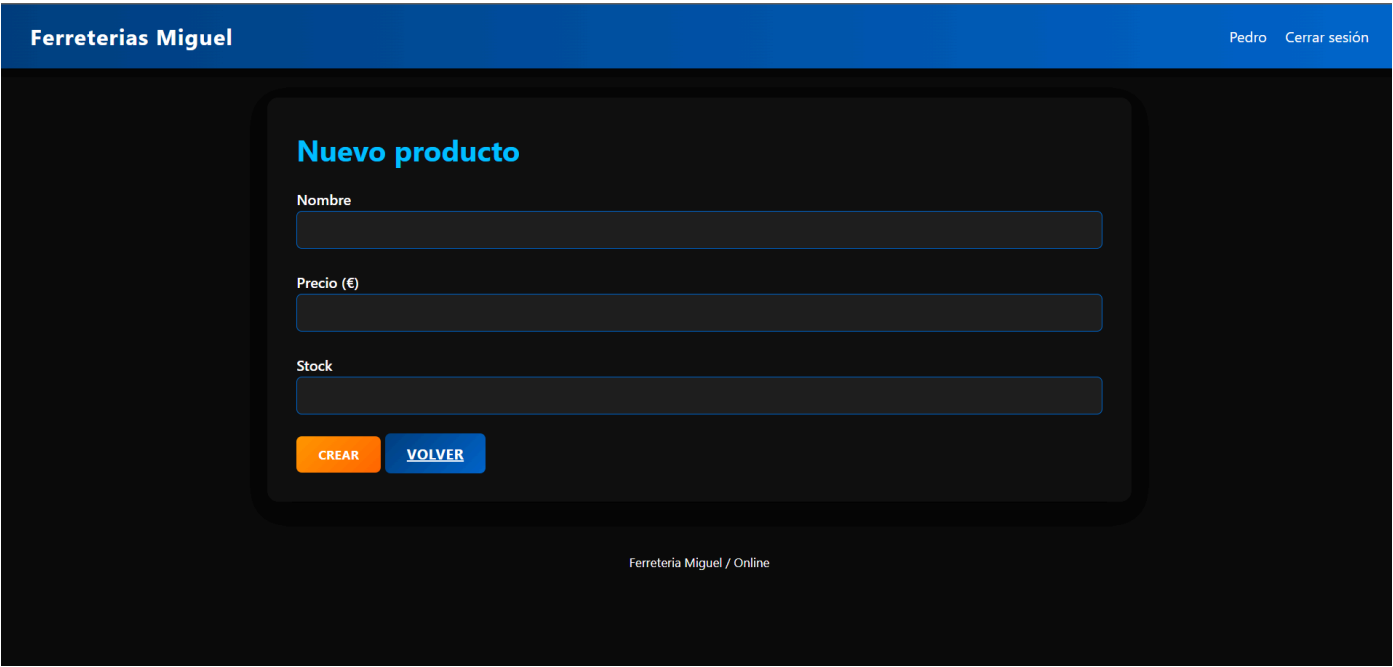 Ferreterias Miguel
Pedro Cerrar sesión
Nuevo producto
Nombre
Precio (€)
Stock
CREAR VOLVER
Ferreteria Miguel / Online